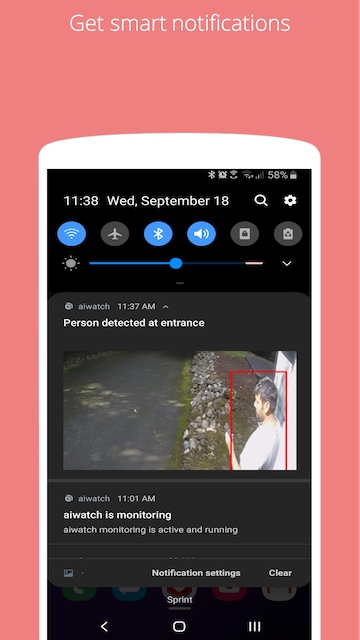 Get smart notifications
58%
11:38 Wed, September 18
aiwatch 11:37 AM
Person detected at entrance
aiwatch 11:01 AM
aiwatch is monitoring
aiwatch monitoring is active and running
Notification settings Clear
Sprint